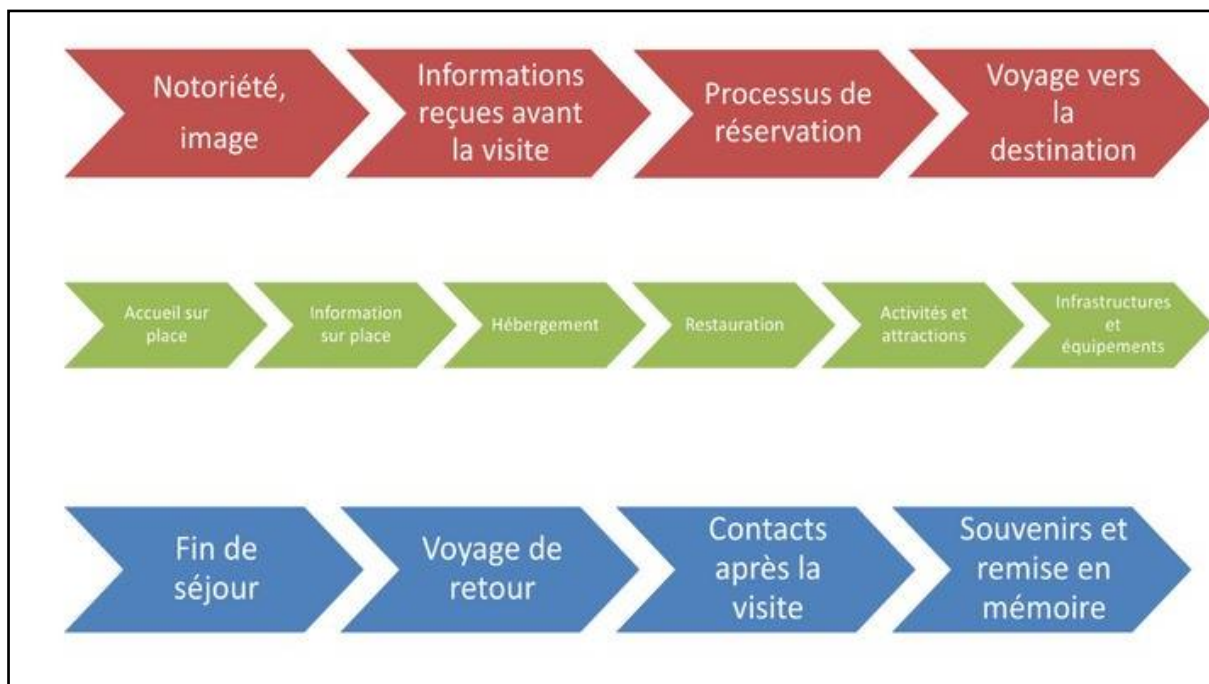 Notoriété,
image
Informations
reçues avant
la visite
Processus de
réservation
Voyage vers
la
destination
Accueil sur
place
Information
sur place
Hébergement
Restauration
Activités et
attractions
Infrastructures
et
équipements
Fin de
séjour
Voyage de
retour
Contacts
après la
visite
Souvenirs et
remise en
mémoire